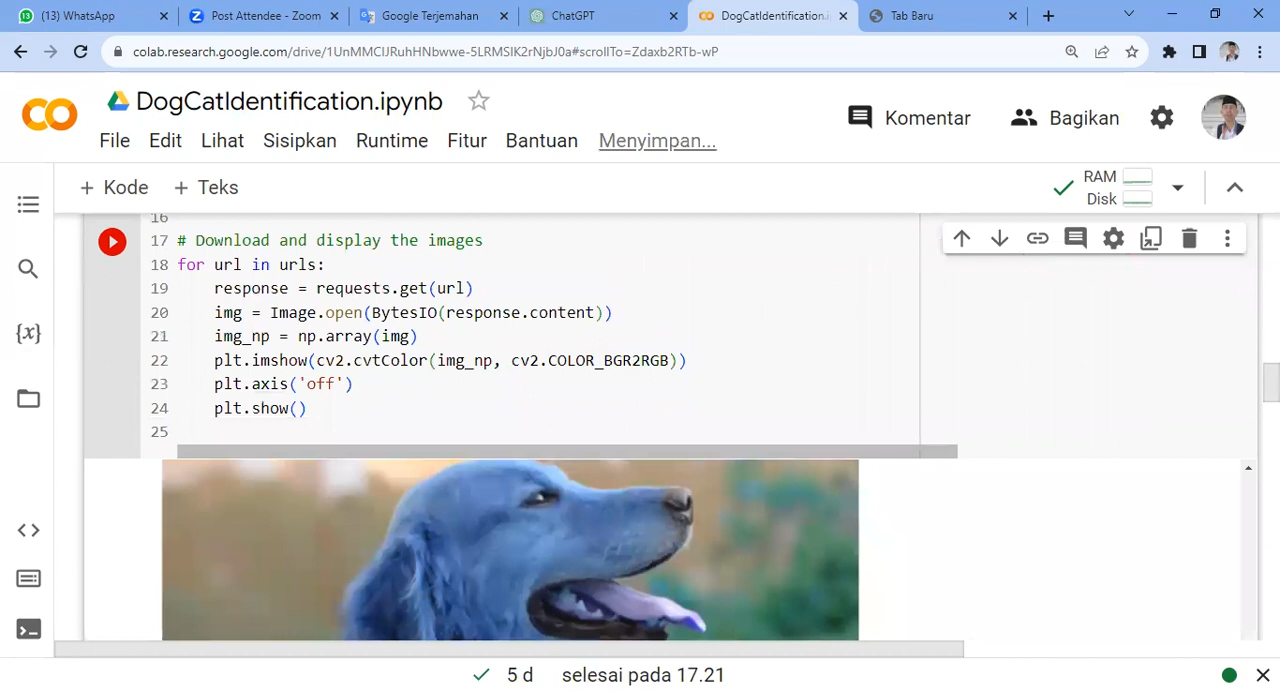 (13) WhatsApp
Post Attendee - Zoom
Google Terjemahan
ChatGPT
DogCatIdentification.i
Tab Baru
colab.research.google.com/drive/1UnMMClJRuhHNbwwe-5LRMSIK2rNjbJ0a#scrollTo=Zdaxb2RTb-wP
DogCatIdentification.ipynb
Komentar
Bagikan
File Edit Lihat Sisipkan Runtime Fitur Bantuan Menyimpan...
+ Kode + Teks
RAM
Disk
16
17 # Download and display the images
18 for url in urls:
19 response = requests.get(url)
20 img = Image.open(BytesIO(response.content))
21 img_np = np.array(img)
22 plt.imshow(cv2.cvtColor(img_np, cv2.COLOR_BGR2RGB))
23 plt.axis('off')
24 plt.show()
25
5 d selesai pada 17.21